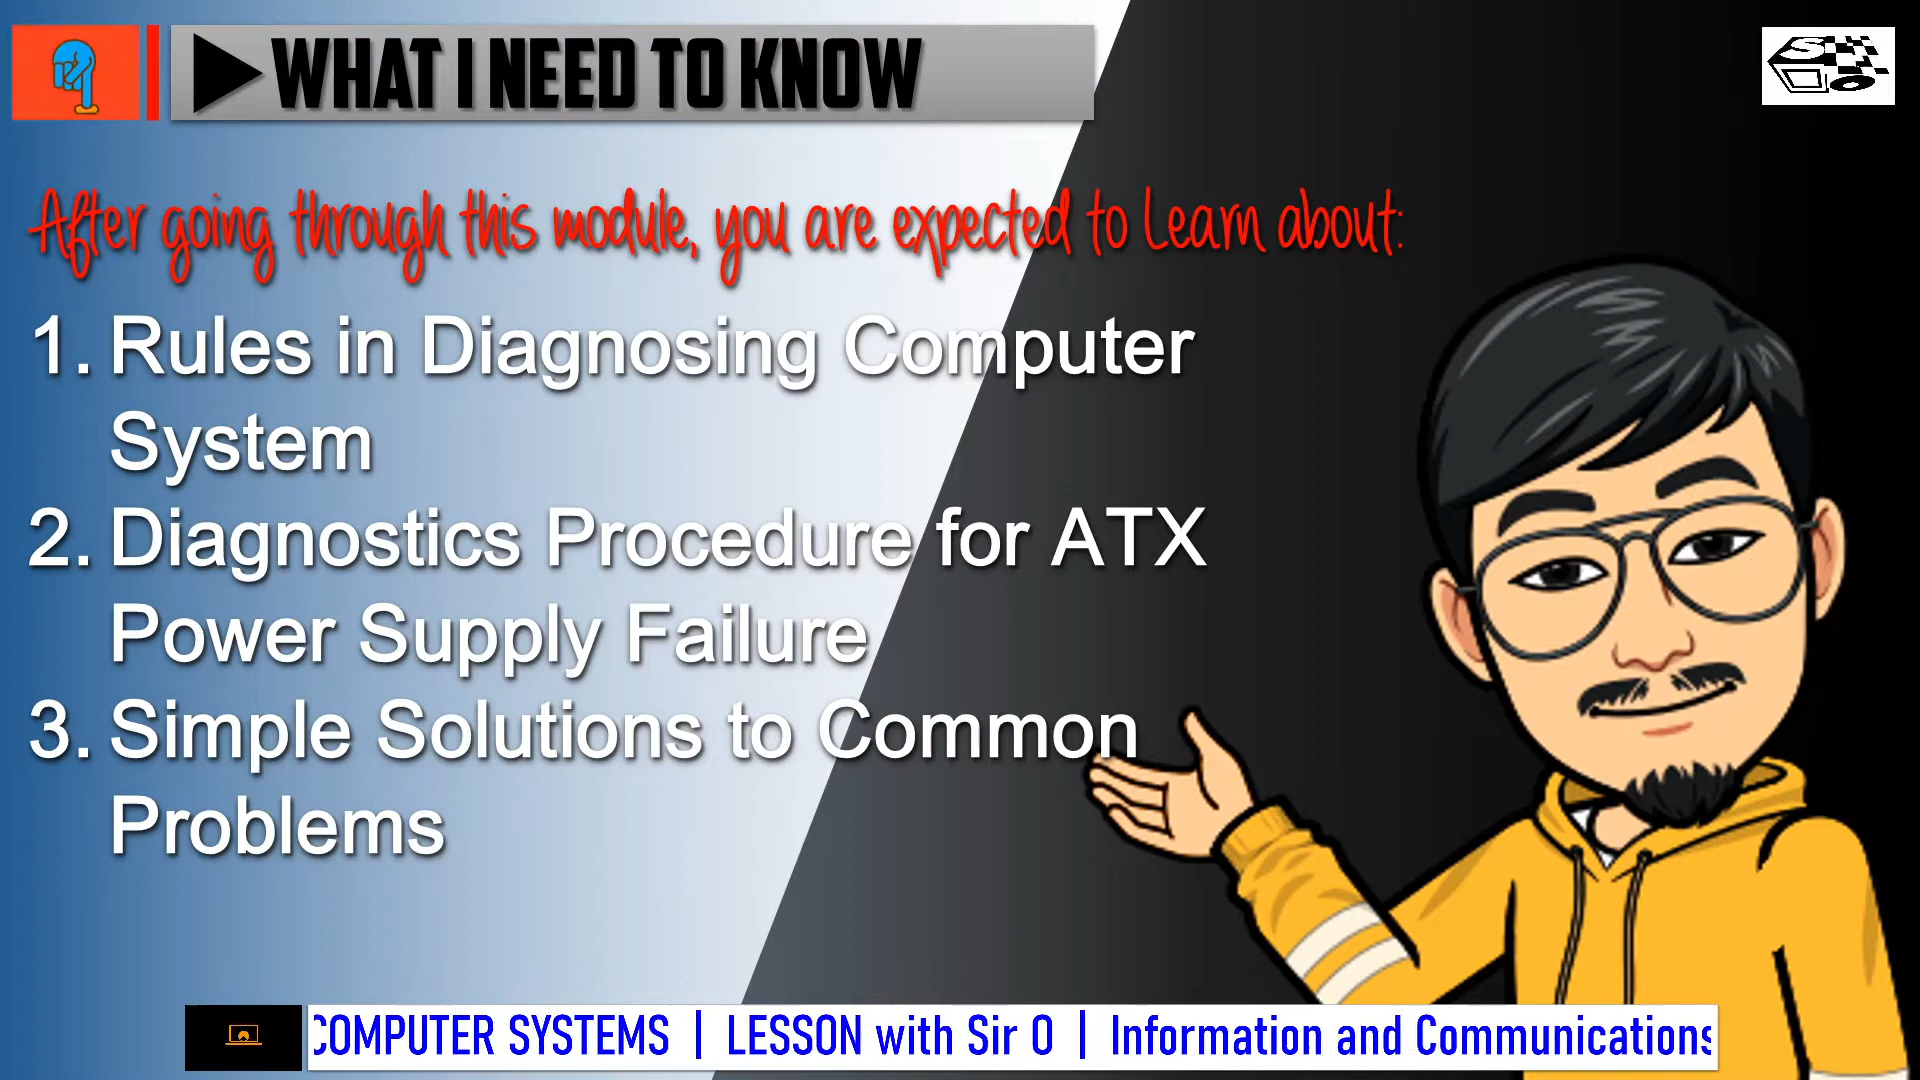 WHAT I NEED TO KNOW
After going through this module, you are expected to Learn about:
1. Rules in Diagnosing Computer
System
2. Diagnostics Procedure for ATX
Power Supply Failure
3. Simple Solutions to Common
Problems
COMPUTER SYSTEMS | LESSON with Sir O | Information and Communications